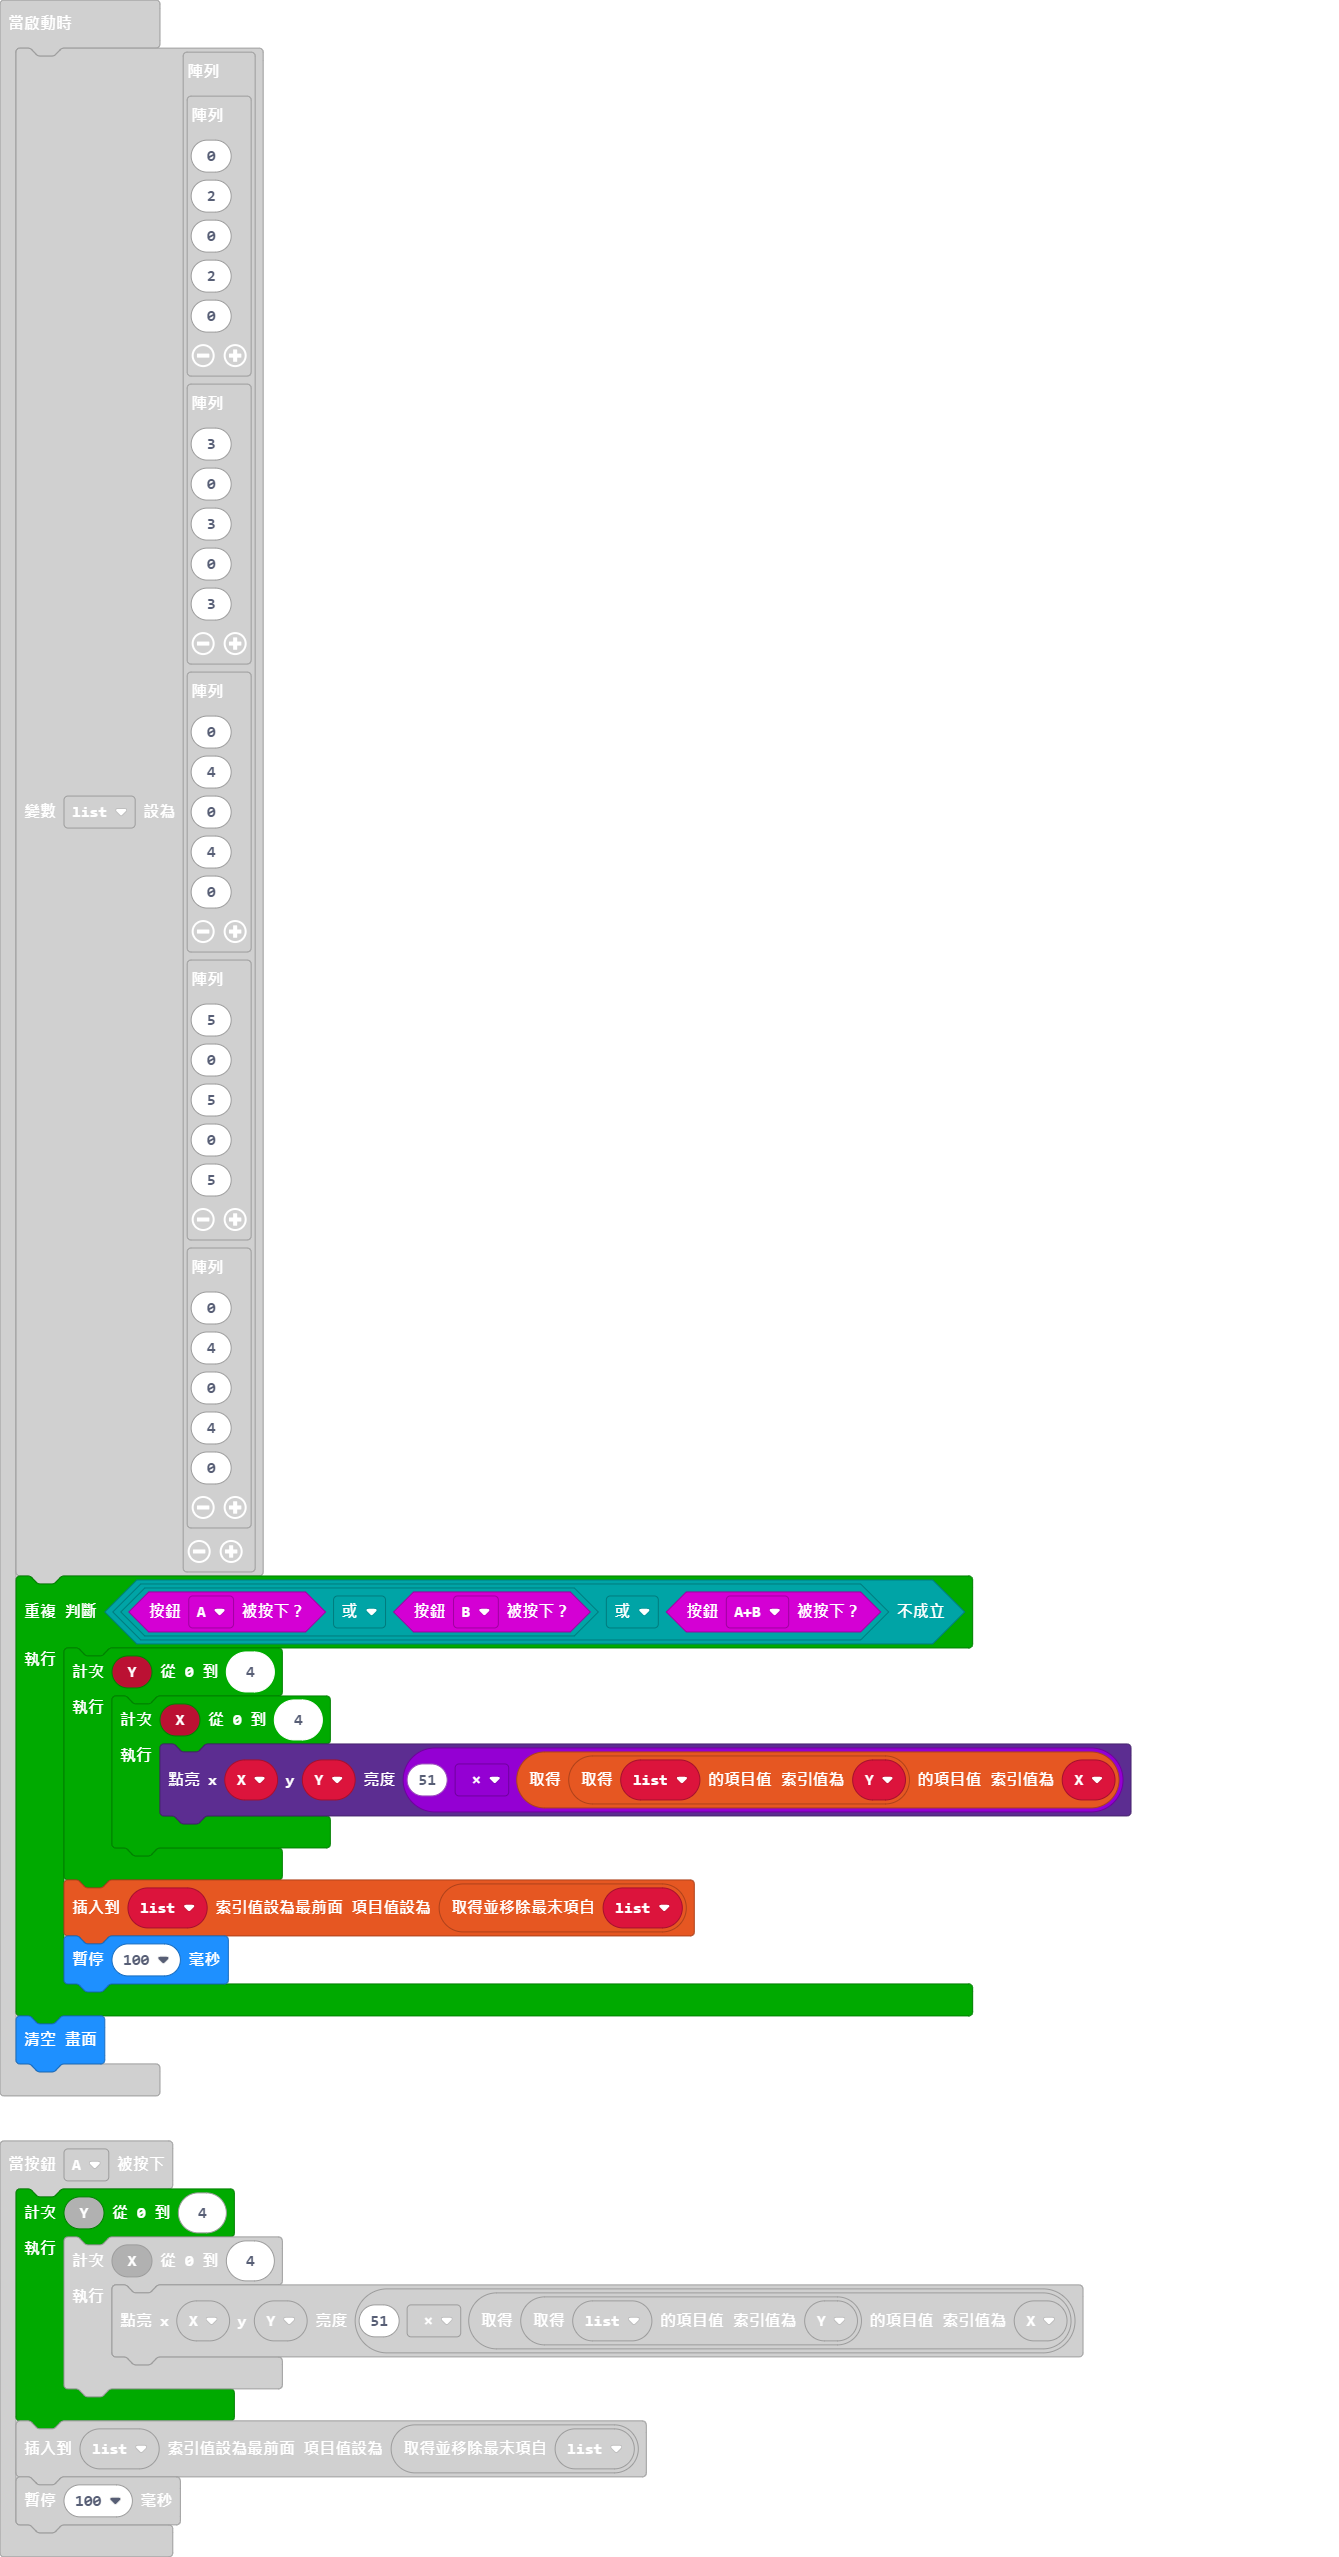 當啟動時
陣列
陣列
0
2
0
2
0
陣列
3
0
3
0
3
陣列
0
4
變數 list 設為 0
4
0
陣列
5
0
5
0
5
陣列
0
4
0
4
0
重複 判斷 按鈕 A 被按下? 或 按鈕 B 被按下? 或 按鈕 A+B 被按下? 不成立
執行 計次 Y 從 0 到 4
執行 計次 X 從 0 到 4
執行 點亮 x X y Y 亮度 51 × 取得 取得 list 的項目值 索引值為 Y 的項目值 索引值為 X
插入到 list 索引值設為最前面 項目值設為 取得並移除最末項自 list
暫停 100 毫秒
清空 畫面
當按鈕 A 被按下
計次 Y 從 0 到 4
執行 計次 X 從 0 到 4
執行 點亮 x X y Y 亮度 51 × 取得 取得 list 的項目值 索引值為 Y 的項目值 索引值為 X
插入到 list 索引值設為最前面 項目值設為 取得並移除最末項自 list
暫停 100 毫秒